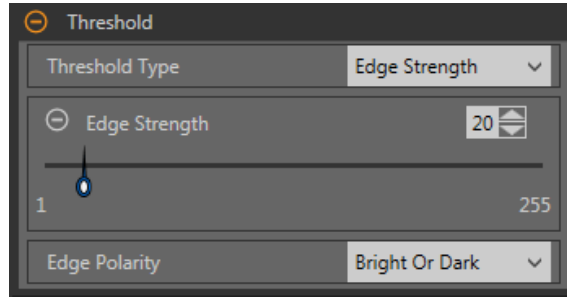 Threshold
Threshold Type Edge Strength
Edge Strength 20
1 255
Edge Polarity Bright Or Dark